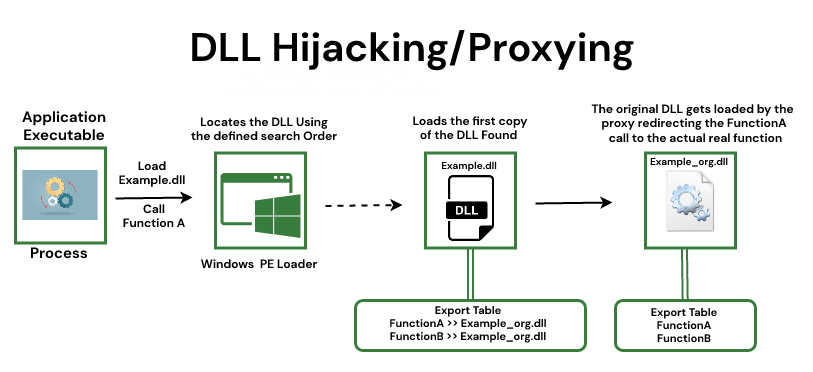 DLL Hijacking/Proxying
Application
Executable
Process
Load
Example.dll
Call
Function A
Locates the DLL Using
the defined search Order
Windows PE Loader
Loads the first copy
of the DLL Found
Example.dll
DLL
Export Table
FunctionA >> Example_org.dll
FunctionB >> Example_org.dll
The original DLL gets loaded by the
proxy redirecting the FunctionA
call to the actual real function
Example_org.dll
Export Table
FunctionA
FunctionB